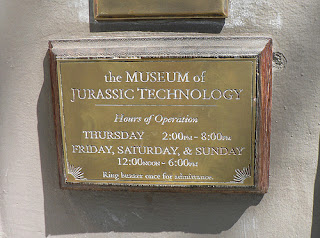 the MUSEUM of
JURASSIC TECHNOLOGY
Hours of Operation
THURSDAY 2:00PM - 8:00PM
FRIDAY, SATURDAY, & SUNDAY
12:00NOON - 6:00PM
Ring buzzer once for admittance.